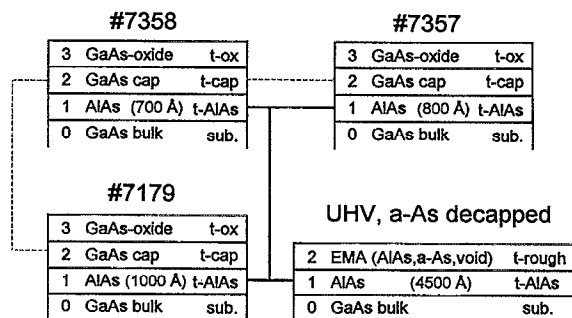 #7358
3 GaAs-oxide t-ox
2 GaAs cap t-cap
1 AlAs (700 Å) t-AlAs
0 GaAs bulk sub.
#7357
3 GaAs-oxide t-ox
2 GaAs cap t-cap
1 AlAs (800 Å) t-AlAs
0 GaAs bulk sub.
#7179
3 GaAs-oxide t-ox
2 GaAs cap t-cap
1 AlAs (1000 Å) t-AlAs
0 GaAs bulk sub.
UHV, a-As decapped
2 EMA (AlAs,a-As,void) t-rough
1 AlAs (4500 Å) t-AlAs
0 GaAs bulk sub.